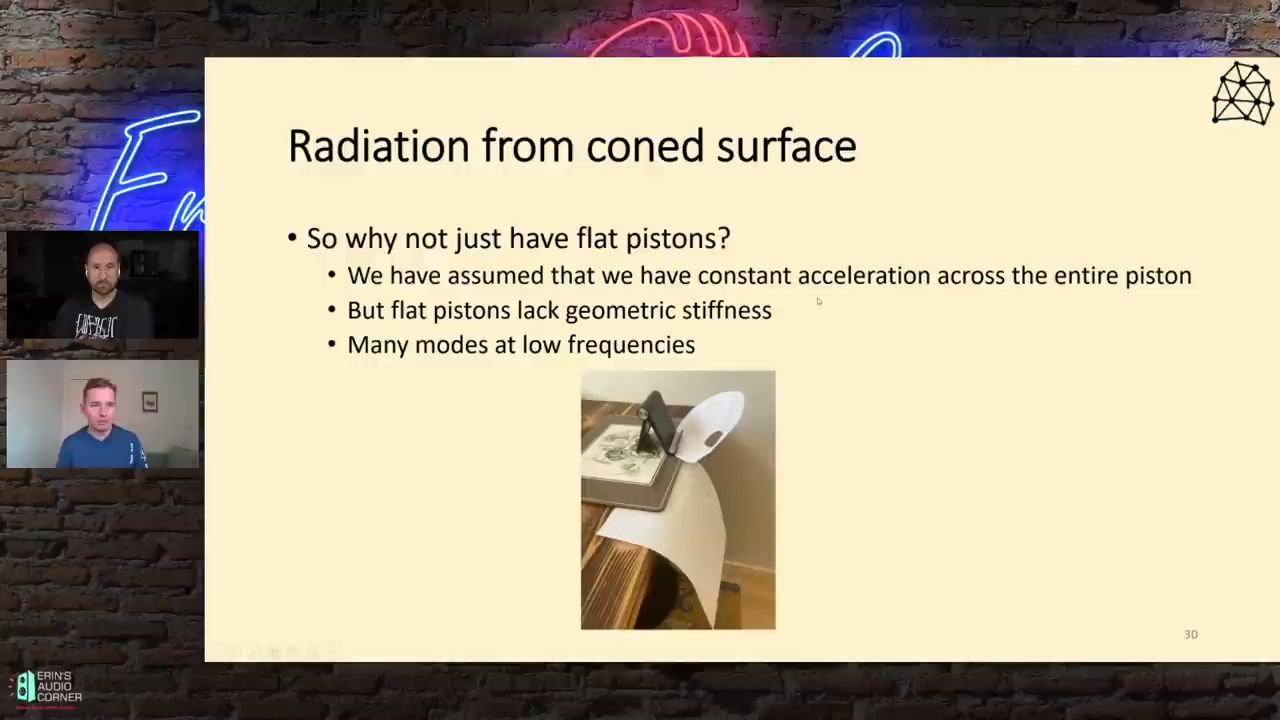 Radiation from coned surface
• So why not just have flat pistons?
• We have assumed that we have constant acceleration across the entire piston
• But flat pistons lack geometric stiffness
• Many modes at low frequencies
30
ERIN'S
AUDIO
CORNER